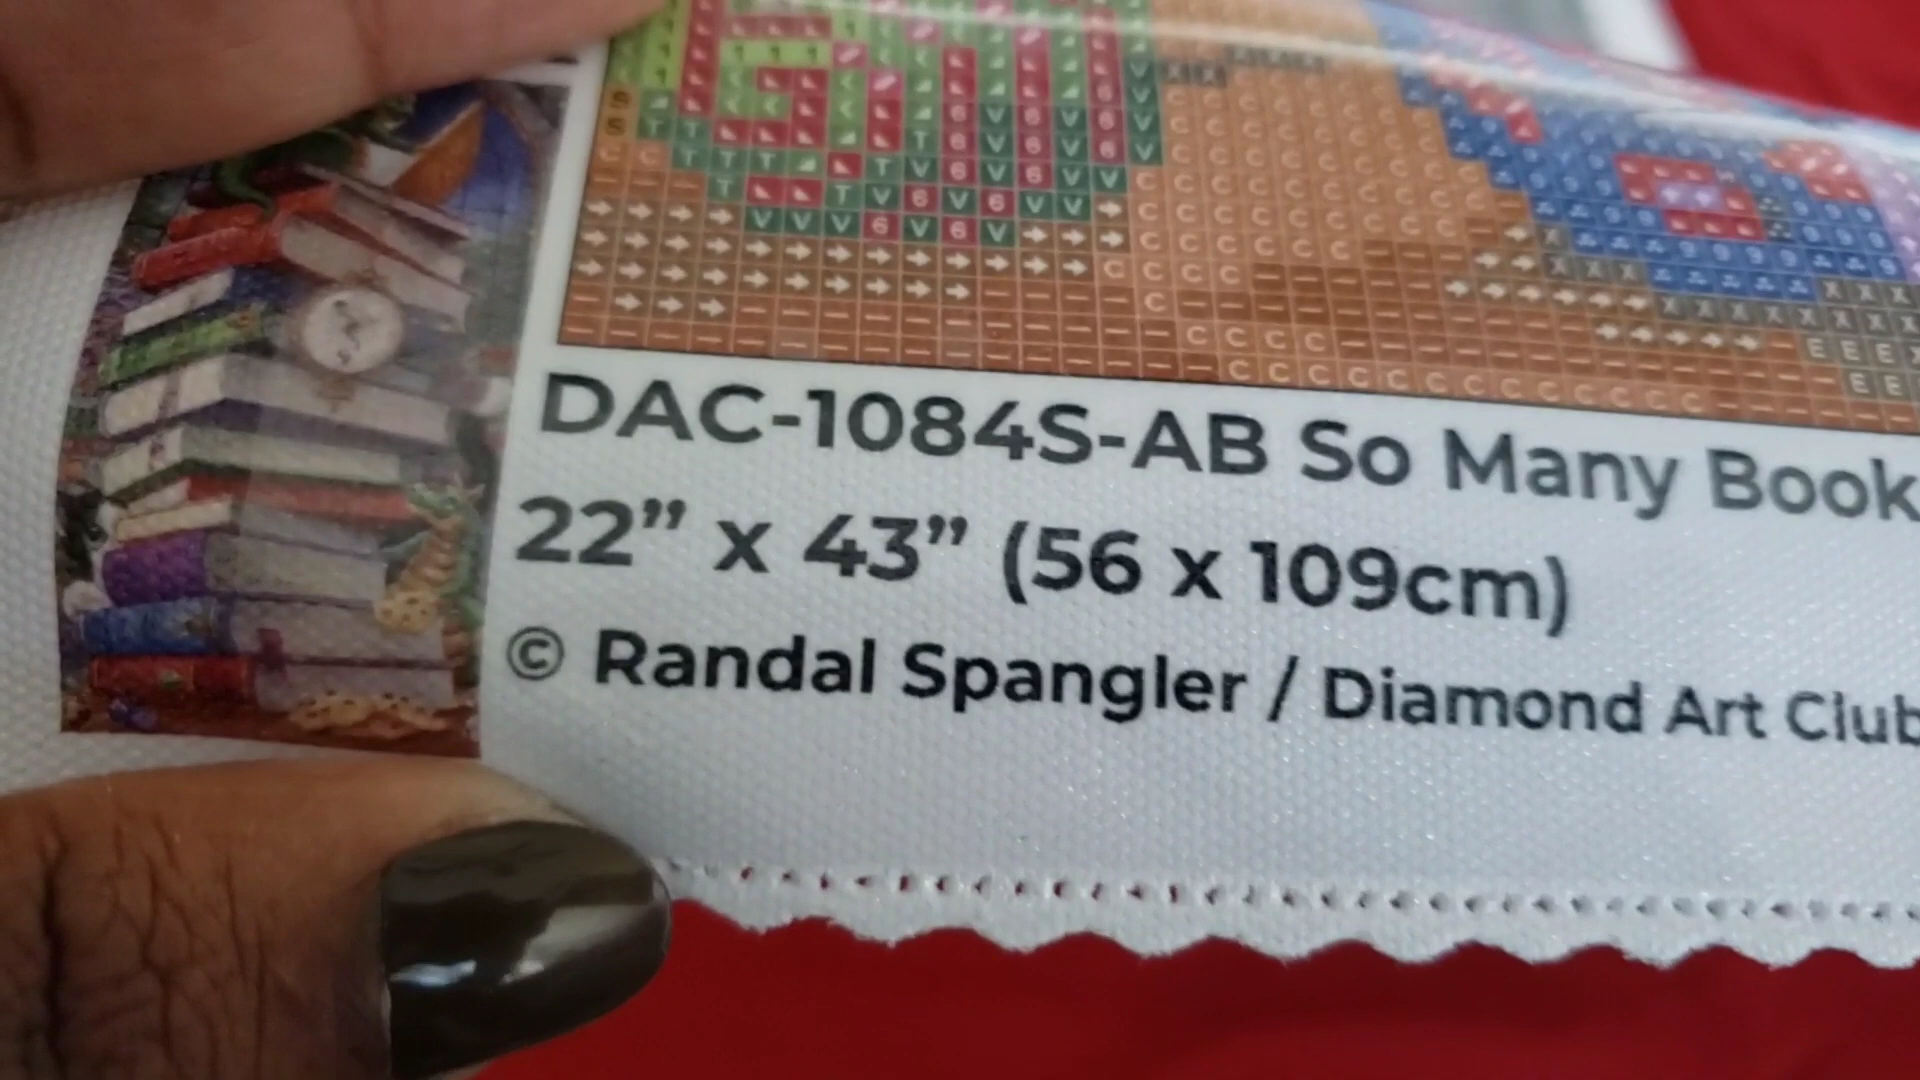 DAC-1084S-AB So Many Book
22” x 43” (56 x 109cm)
© Randal Spangler / Diamond Art Club